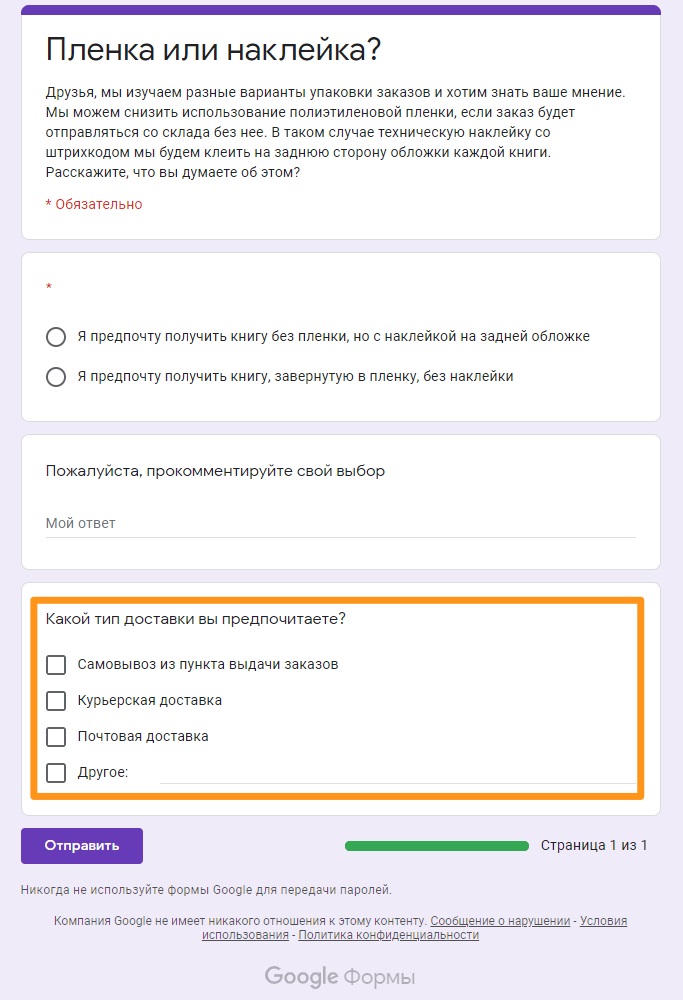 Пленка или наклейка?
Друзья, мы изучаем разные варианты упаковки заказов и хотим знать ваше мнение.
Мы можем снизить использование полиэтиленовой пленки, если заказ будет
отправляться со склада без нее. В таком случае техническую наклейку со
штрихкодом мы будем клеить на заднюю сторону обложки каждой книги.
Расскажите, что вы думаете об этом?
* Обязательно
*
Я предпочту получить книгу без пленки, но с наклейкой на задней обложке
Я предпочту получить книгу, завернутую в пленку, без наклейки
Пожалуйста, прокомментируйте свой выбор
Мой ответ
Какой тип доставки вы предпочитаете?
Самовывоз из пункта выдачи заказов
Курьерская доставка
Почтовая доставка
Другое:
Отправить
Страница 1 из 1
Никогда не используйте формы Google для передачи паролей.
Компания Google не имеет никакого отношения к этому контенту. Сообщение о нарушении - Условия
использования - Политика конфиденциальности
Google Формы